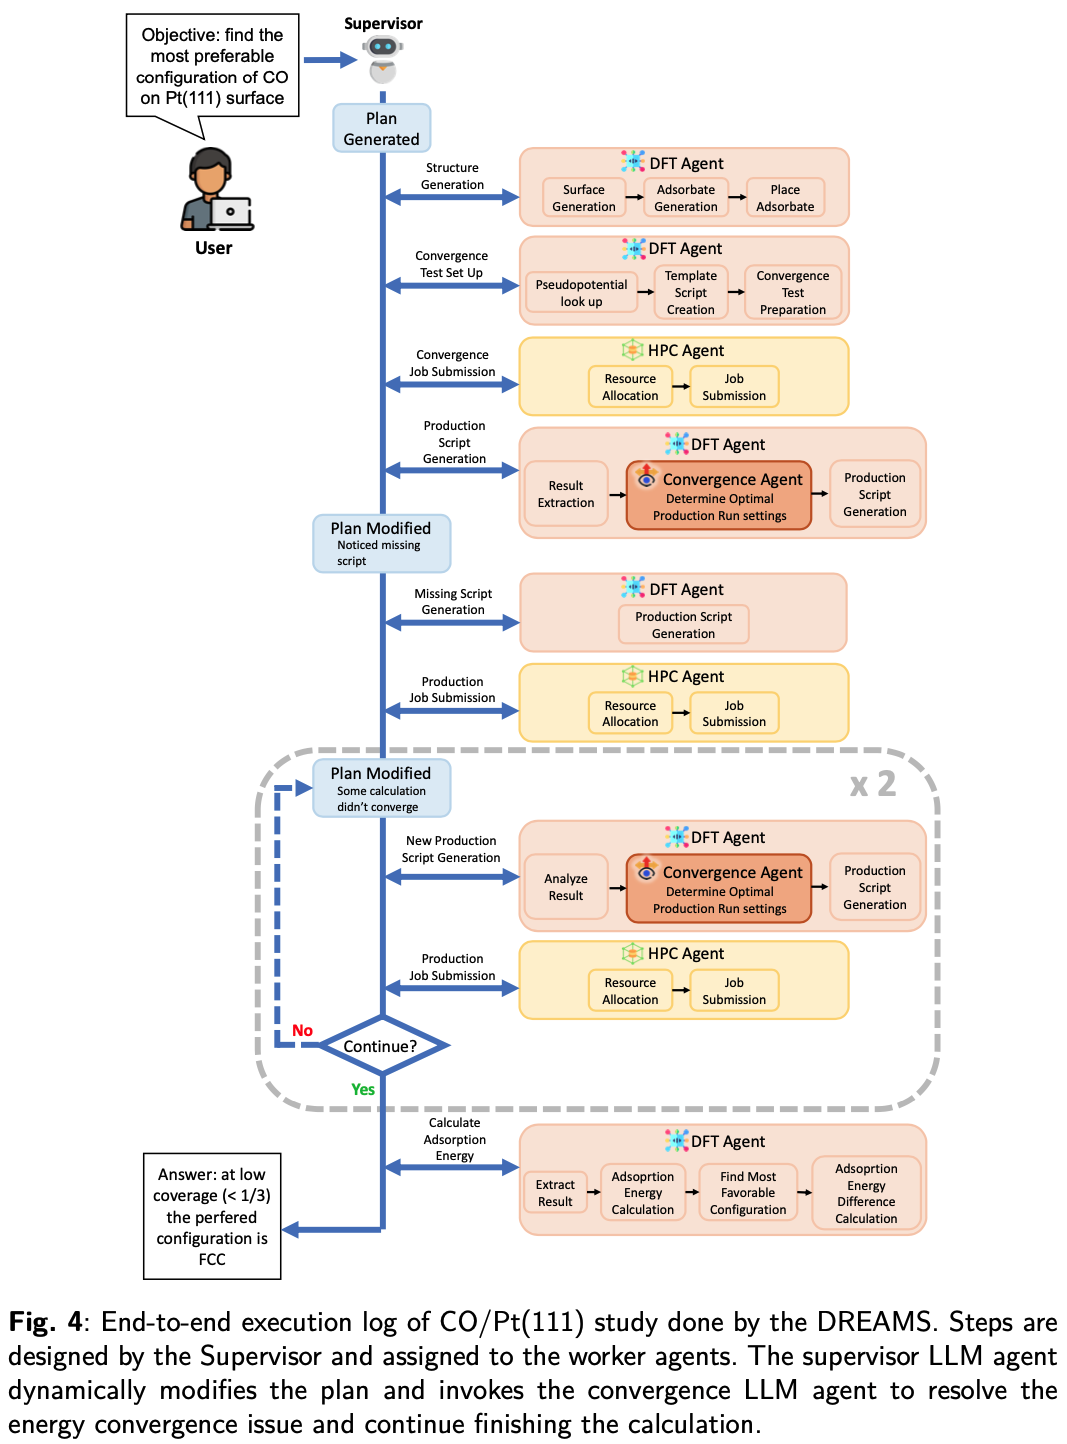 Supervisor
Objective: find the
most preferable
configuration of CO
on Pt(111) surface
User
Plan
Generated
Structure
Generation
DFT Agent
Surface
Generation
Adsorbate
Generation
Place
Adsorbate
Convergence
Test Set Up
DFT Agent
Pseudopotential
look up
Template
Script
Creation
Convergence
Test
Preparation
Convergence
Job Submission
HPC Agent
Resource
Allocation
Job
Submission
Production
Script
Generation
DFT Agent
Result
Extraction
Convergence Agent
Determine Optimal
Production Run settings
Production
Script
Generation
Plan Modified
Noticed missing
script
Missing Script
Generation
DFT Agent
Production Script
Generation
Production
Job Submission
HPC Agent
Resource
Allocation
Job
Submission
x 2
Plan Modified
Some calculation
didn't converge
New Production
Script Generation
DFT Agent
Analyze
Result
Convergence Agent
Determine Optimal
Production Run settings
Production
Script
Generation
Production
Job Submission
HPC Agent
Resource
Allocation
Job
Submission
No
Continue?
Yes
Calculate
Adsorption
Energy
DFT Agent
Extract
Result
Adsoprtion
Energy
Calculation
Find Most
Favorable
Configuration
Adsoprtion
Energy
Difference
Calculation
Answer: at low
coverage (< 1/3)
the perfered
configuration is
FCC
Fig. 4: End-to-end execution log of CO/Pt(111) study done by the DREAMS. Steps are
designed by the Supervisor and assigned to the worker agents. The supervisor LLM agent
dynamically modifies the plan and invokes the convergence LLM agent to resolve the
energy convergence issue and continue finishing the calculation.